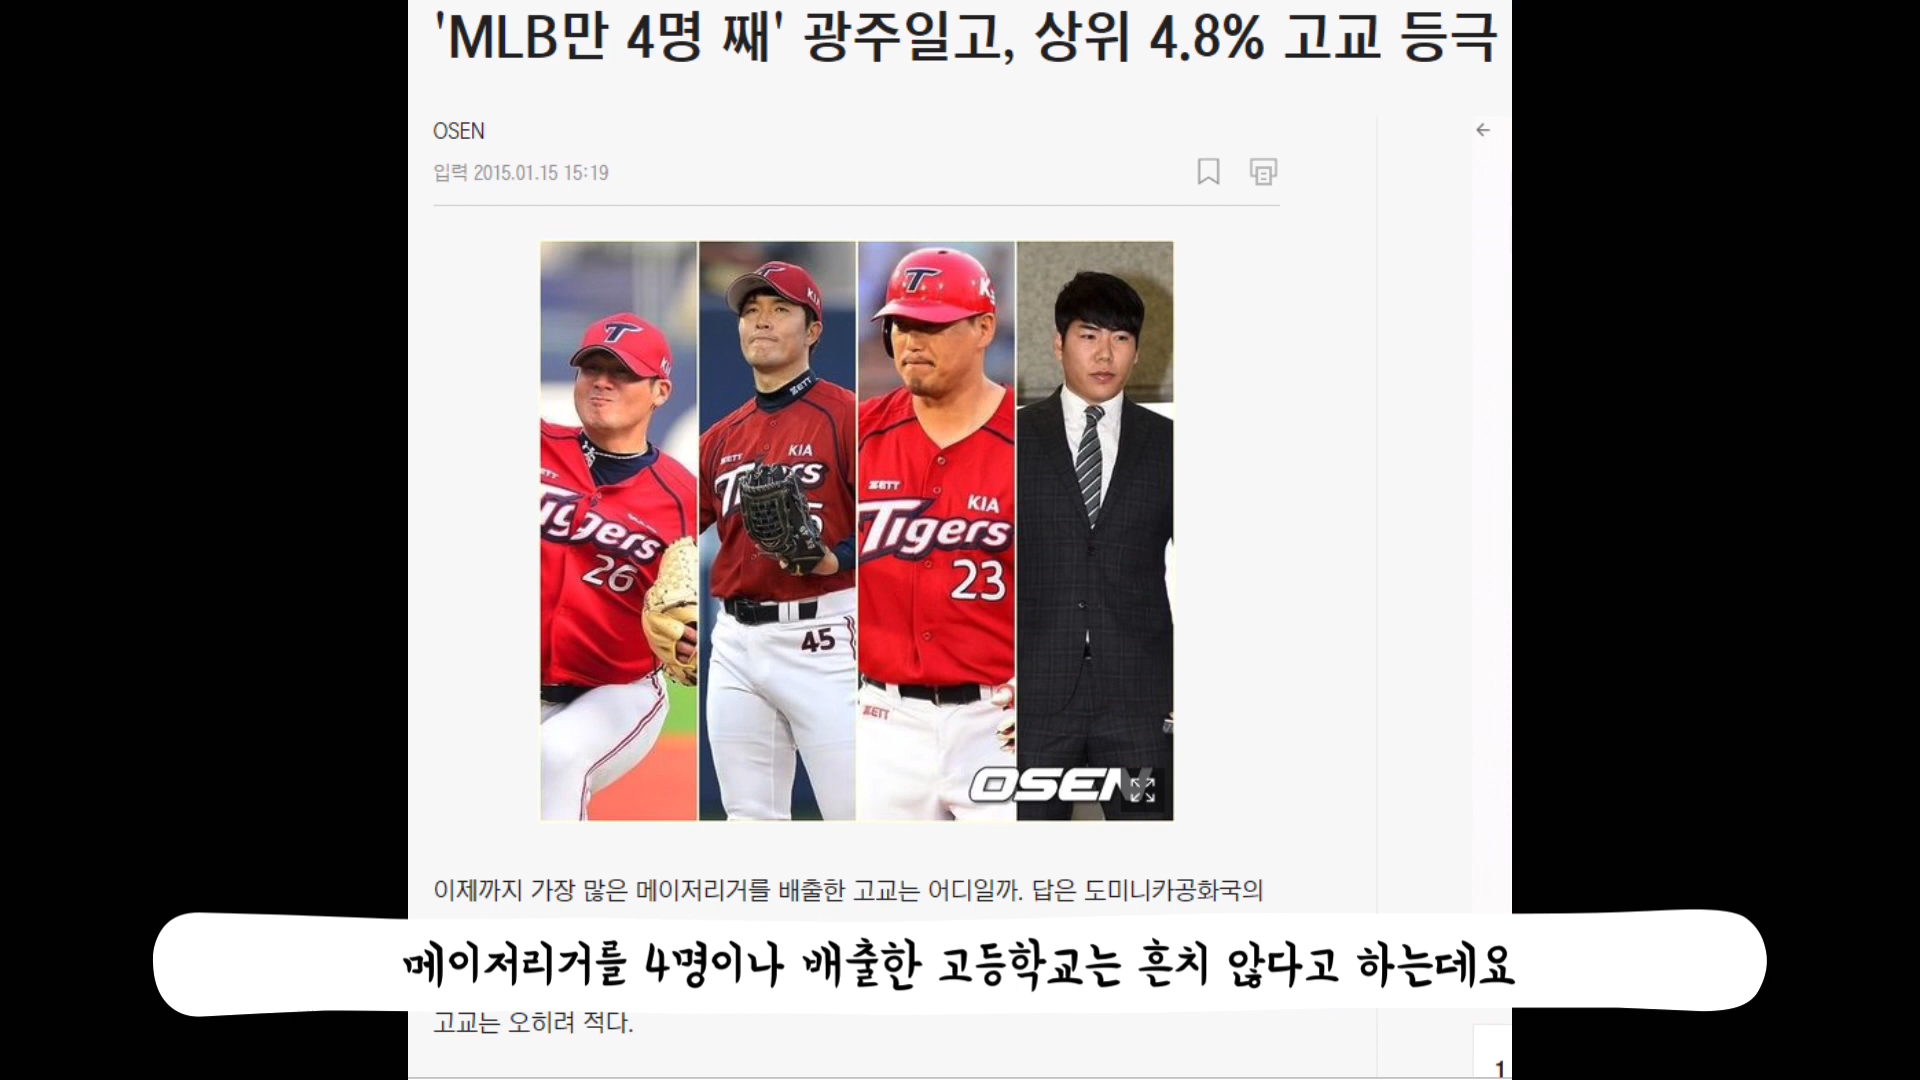 'MLB만 4명 째' 광주일고, 상위 4.8% 고교 등극
OSEN
입력 2015.01.15 15:19
T
KIA
T
K
ZETT
ZETT
KIA
Tigers
ZETT
KIA
Tigers
igers
26
23
45
ZETT
OSEN
이제까지 가장 많은 메이저리거를 배출한 고교는 어디일까. 답은 도미니카공화국의
메이저리거를 4명이나 배출한 고등학교는 흔치 않다고 하는데요
고교는 오히려 적다.
1